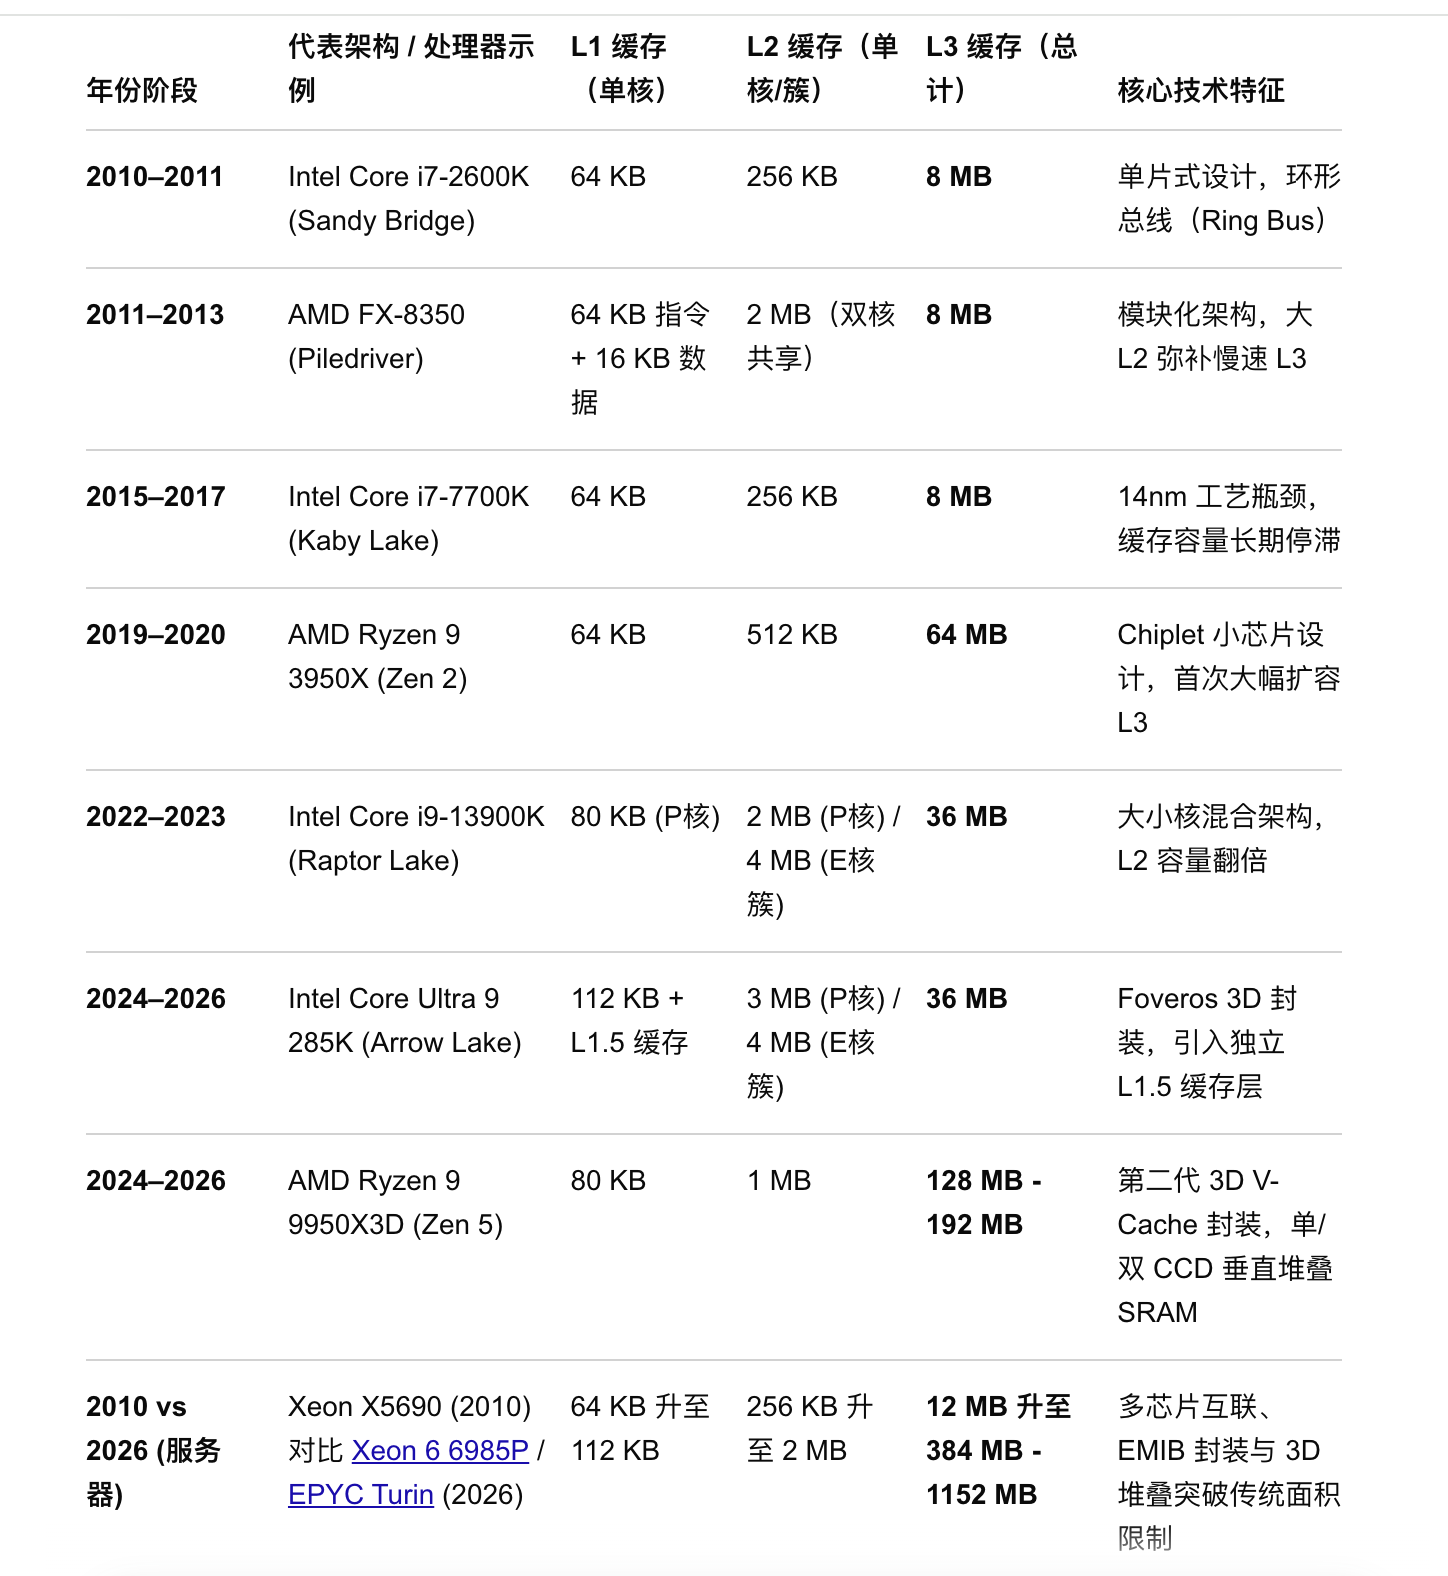 年份阶段
代表架构 / 处理器示
例
L1 缓存
（单核）
L2 缓存（单
核/簇）
L3 缓存（总
计）
核心技术特征
2010–2011
Intel Core i7-2600K
(Sandy Bridge)
64 KB
256 KB
8 MB
单片式设计，环形
总线（Ring Bus）
2011–2013
AMD FX-8350
(Piledriver)
64 KB 指令
+ 16 KB 数
据
2 MB（双核
共享）
8 MB
模块化架构，大
L2 弥补慢速 L3
2015–2017
Intel Core i7-7700K
(Kaby Lake)
64 KB
256 KB
8 MB
14nm 工艺瓶颈，
缓存容量长期停滞
2019–2020
AMD Ryzen 9
3950X (Zen 2)
64 KB
512 KB
64 MB
Chiplet 小芯片设
计，首次大幅扩容
L3
2022–2023
Intel Core i9-13900K
(Raptor Lake)
80 KB (P核)
2 MB (P核) /
4 MB (E核
簇)
36 MB
大小核混合架构，
L2 容量翻倍
2024–2026
Intel Core Ultra 9
285K (Arrow Lake)
112 KB +
L1.5 缓存
3 MB (P核) /
4 MB (E核
簇)
36 MB
Foveros 3D 封
装，引入独立
L1.5 缓存层
2024–2026
AMD Ryzen 9
9950X3D (Zen 5)
80 KB
1 MB
128 MB -
192 MB
第二代 3D V-
Cache 封装，单/
双 CCD 垂直堆叠
SRAM
2010 vs
2026 (服务
器)
Xeon X5690 (2010)
对比 Xeon 6 6985P /
EPYC Turin (2026)
64 KB 升至
112 KB
256 KB 升
至 2 MB
12 MB 升至
384 MB -
1152 MB
多芯片互联、
EMIB 封装与 3D
堆叠突破传统面积
限制